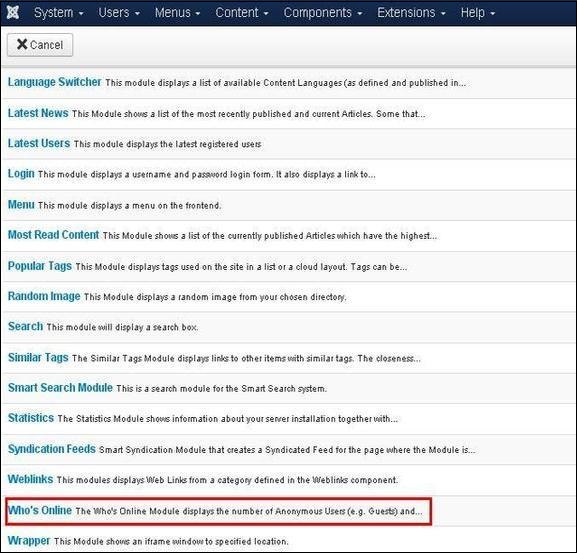 System Users Menus Content Components Extensions Help
Cancel
Language Switcher This module displays a list of available Content Languages (as defined and published in...
Latest News This Module shows a list of the most recently published and current Articles. Some that...
Latest Users This module displays the latest registered users
Login This module displays a username and password login form. It also displays a link to...
Menu This module displays a menu on the frontend.
Most Read Content This Module shows a list of the currently published Articles which have the highest...
Popular Tags This Module displays tags used on the site in a list or a cloud layout. Tags can be...
Random Image This Module displays a random image from your chosen directory.
Search This module will display a search box.
Similar Tags The Similar Tags Module displays links to other items with similar tags. The closeness...
Smart Search Module This is a search module for the Smart Search system.
Statistics The Statistics Module shows information about your server installation together with...
Syndication Feeds Smart Syndication Module that creates a Syndicated Feed for the page where the Module is...
Weblinks This modules displays Web Links from a category defined in the Weblinks component.
Who's Online The Who's Online Module displays the number of Anonymous Users (e.g. Guests) and...
Wrapper This Module shows an iframe window to specified location.